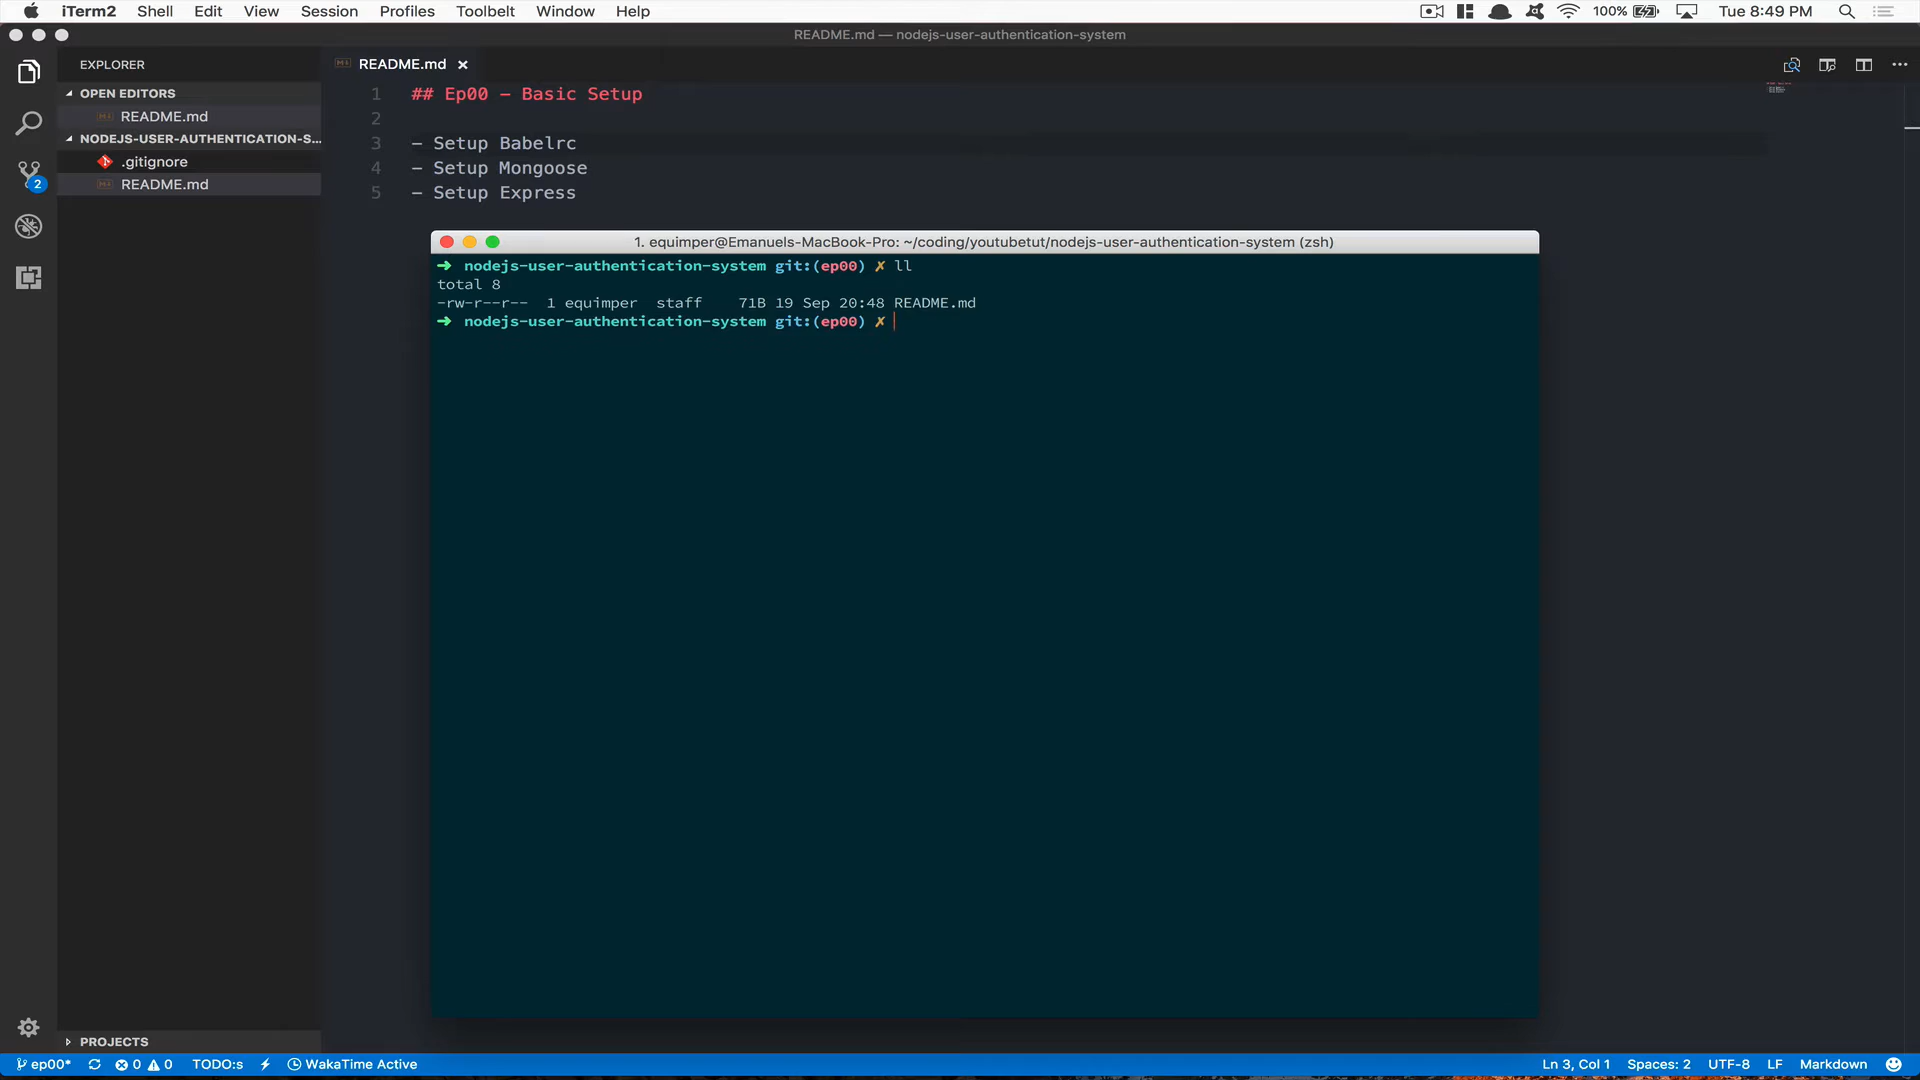 iTerm2 Shell Edit View Session Profiles Toolbelt Window Help 100% Tue 8:49 PM
README.md — nodejs-user-authentication-system
EXPLORER
OPEN EDITORS
README.md
NODEJS-USER-AUTHENTICATION-S...
.gitignore
README.md
2
README.md ×
1 ## Ep00 - Basic Setup
2
3 - Setup Babelrc
4 - Setup Mongoose
5 - Setup Express
1. equimper@Emanuels-MacBook-Pro: ~/coding/youtubetut/nodejs-user-authentication-system (zsh)
➜ nodejs-user-authentication-system git:(ep00) ✗ ll
total 8
-rw-r--r-- 1 equimper staff 71B 19 Sep 20:48 README.md
➜ nodejs-user-authentication-system git:(ep00) ✗
PROJECTS
ep00* 0 0 TODO:s WakaTime Active Ln 3, Col 1 Spaces: 2 UTF-8 LF Markdown